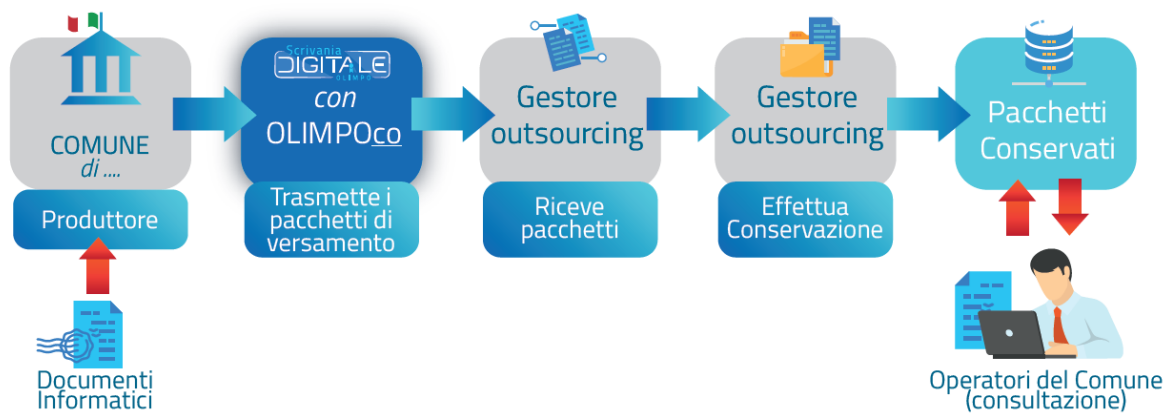 COMUNE
di ....
Produttore
Documenti
Informatici
Scrivania
DIGITALE
OLIMPO
con
OLIMPOco
Trasmette i
pacchetti di
versamento
Gestore
outsourcing
Riceve
pacchetti
Gestore
outsourcing
Effettua
Conservazione
Pacchetti
Conservati
Operatori del Comune
(consultazione)